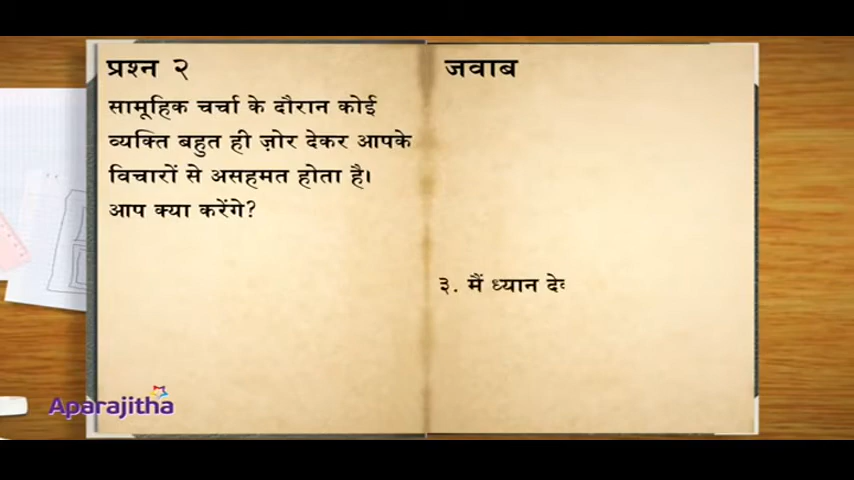 प्रश्न २
सामूहिक चर्चा के दौरान कोई
व्यक्ति बहुत ही ज़ोर देकर आपके
विचारों से असहमत होता है।
आप क्या करेंगे?
जवाब
३. मैं ध्यान
Aparajitha